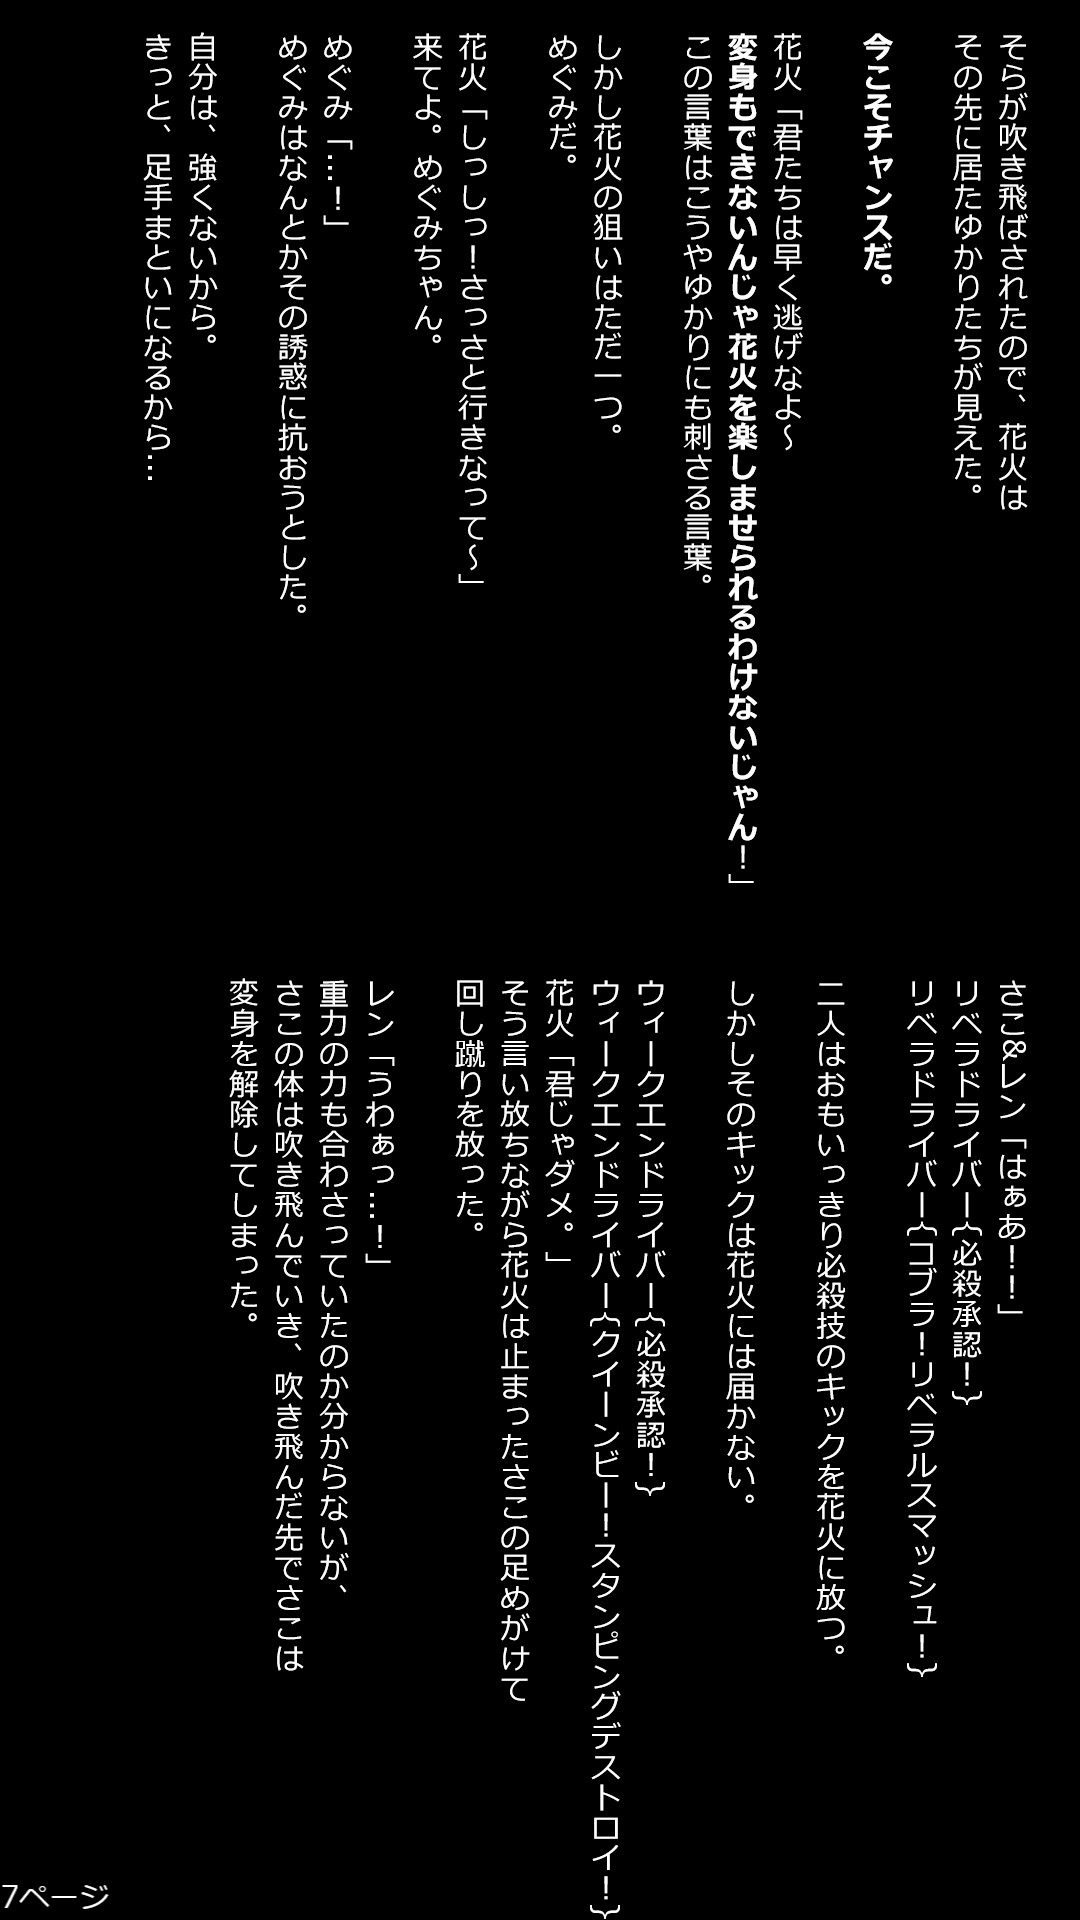 そらが吹き飛ばされたので、花火は
その先に居たゆかりたちが見えた。
今こそチャンスだ。
花火「君たちは早く逃げなよ～
変身もできないんじゃ花火を楽しませられるわけないじゃん！」
この言葉はこうやゆかりにも刺さる言葉。
しかし花火の狙いはただ一つ。
めぐみだ。
花火「しっしっ！さっさと行きなって～」
来てよ。めぐみちゃん。
めぐみ「…！」
めぐみはなんとかその誘惑に抗おうとした。
自分は、強くないから。
きっと、足手まといになるから…
さこ&レン「はぁあ！！」
リベラドライバー{必殺承認！}
リベラドライバー{コブラ！リベラルスマッシュ！}
二人はおもいっきり必殺技のキックを花火に放つ。
しかしそのキックは花火には届かない。
ウィークエンドライバー{必殺承認！}
ウィークエンドライバー{クイーンビー！スタンピングデストロイ！}
花火「君じゃダメ。」
そう言い放ちながら花火は止まったさこの足めがけて
回し蹴りを放った。
レン「うわぁっ…！」
重力の力も合わさっていたのか分からないが、
さこの体は吹き飛んでいき、吹き飛んだ先でさこは
変身を解除してしまった。
7ページ